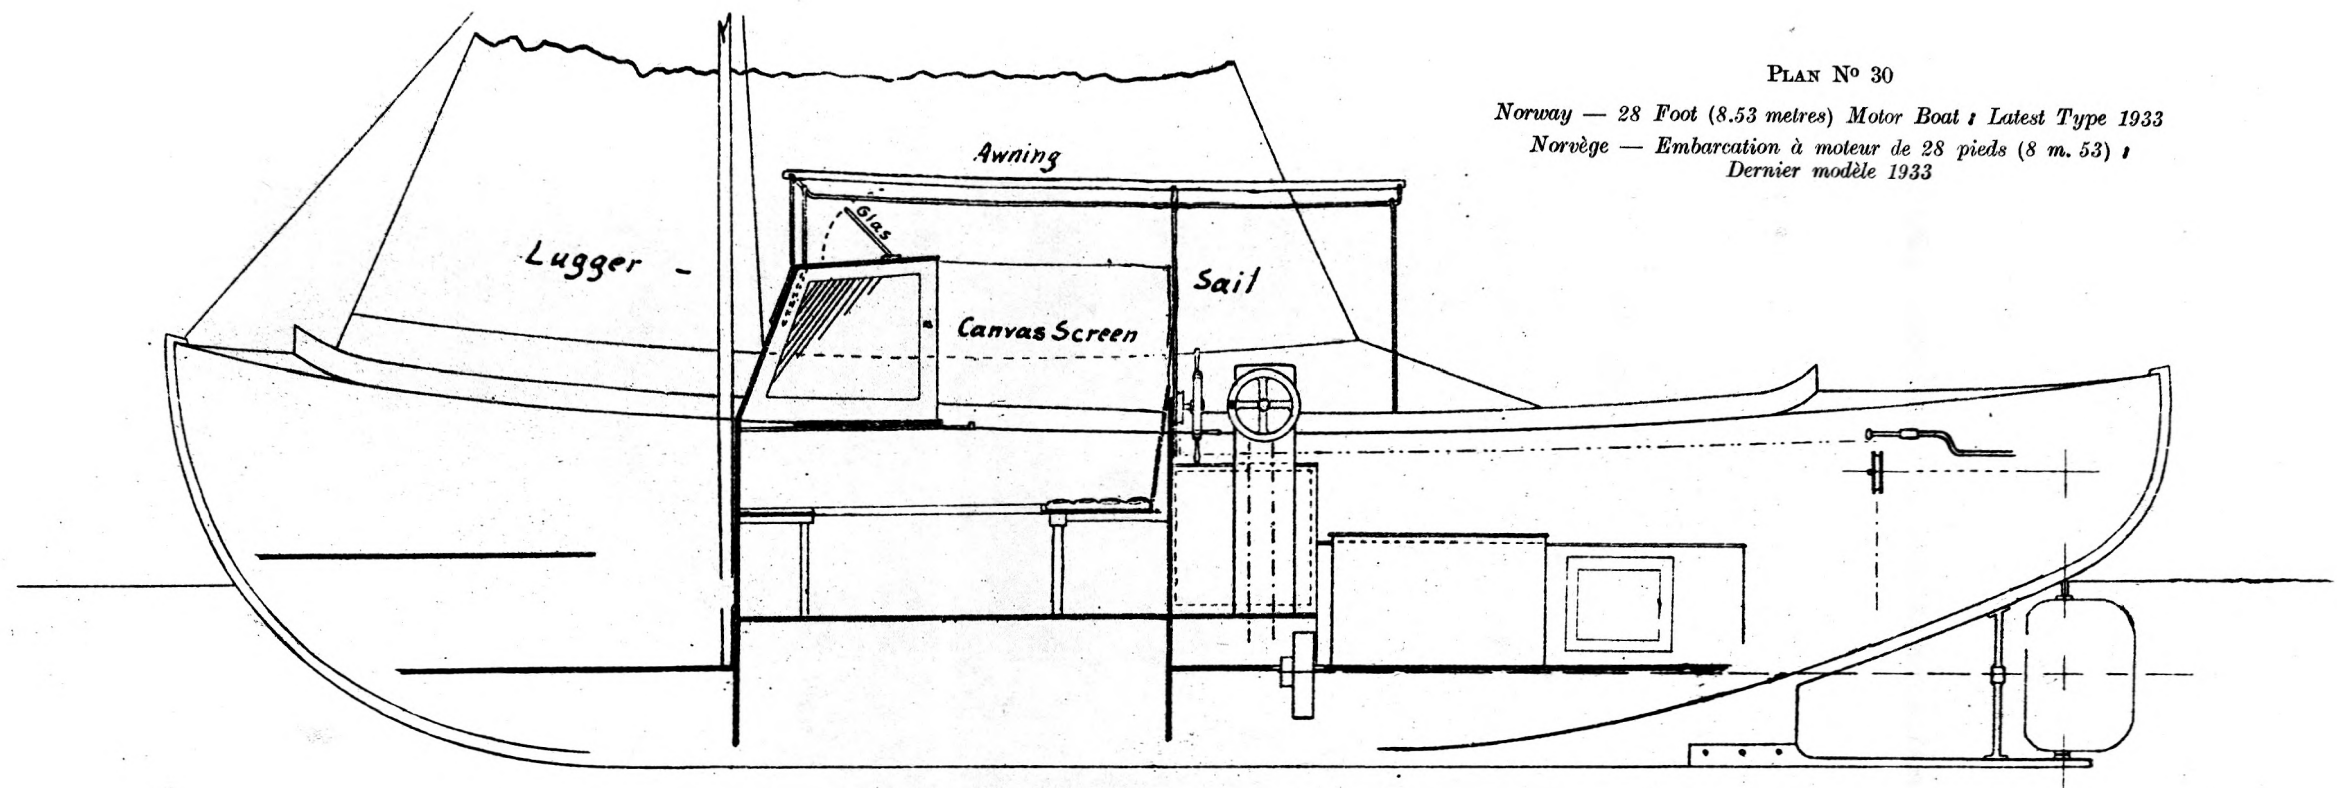 PLAN Nº 30
Norway — 28 Foot (8.53 metres) Motor Boat : Latest Type 1933
Norvège — Embarcation à moteur de 28 pieds (8 m. 53) :
Dernier modèle 1933
Awning
Glas
Lugger - Sail
Canvas Screen